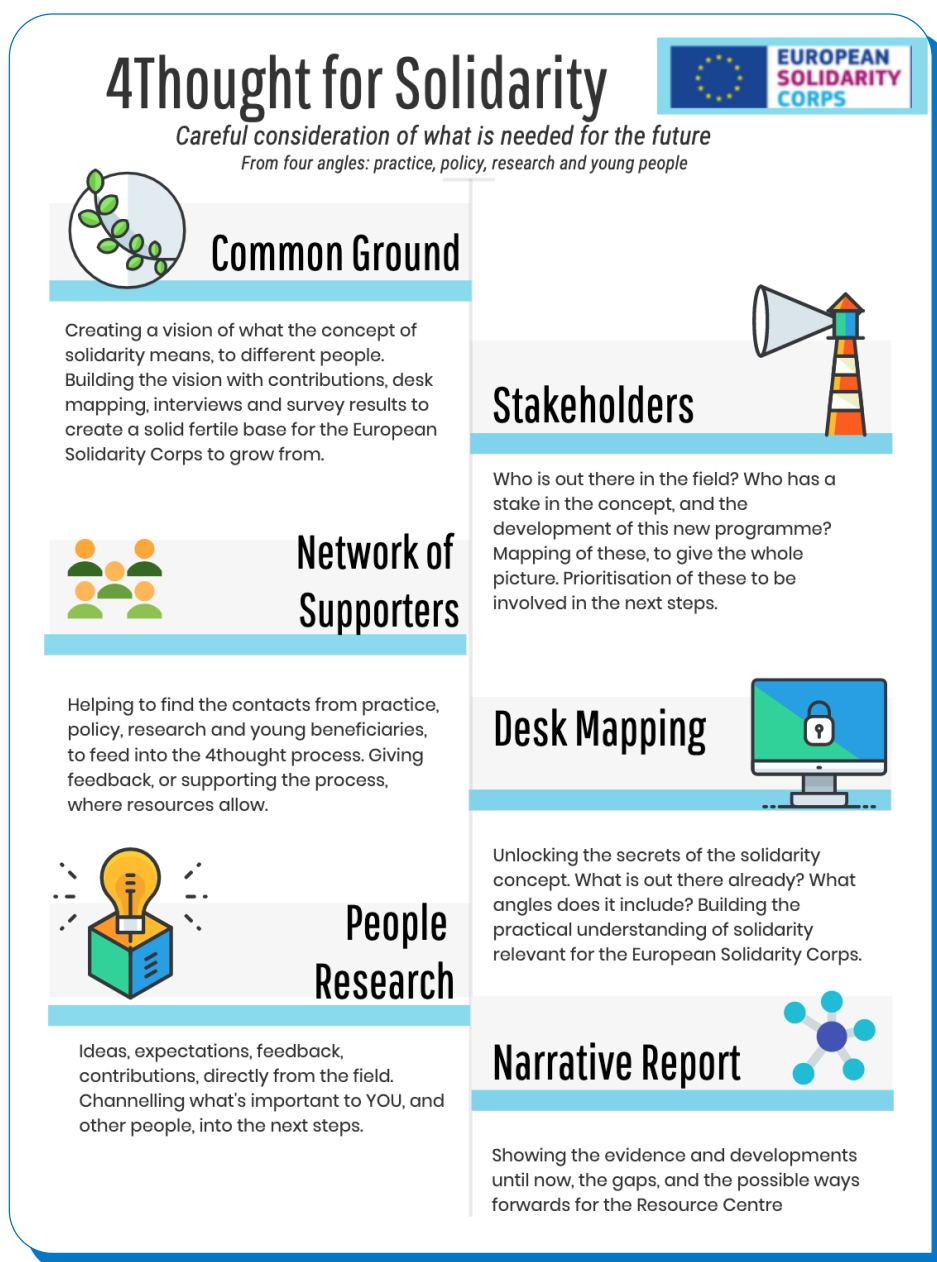 4Thought for Solidarity
EUROPEAN
SOLIDARITY
CORPS
Careful consideration of what is needed for the future
From four angles: practice, policy, research and young people
Common Ground
Creating a vision of what the concept of
solidarity means, to different people.
Building the vision with contributions, desk
mapping, interviews and survey results to
create a solid fertile base for the European
Solidarity Corps to grow from.
Stakeholders
Who is out there in the field? Who has a
stake in the concept, and the
development of this new programme?
Mapping of these, to give the whole
picture. Prioritisation of these to be
involved in the next steps.
Network of
Supporters
Helping to find the contacts from practice,
policy, research and young beneficiaries,
to feed into the 4thought process. Giving
feedback, or supporting the process,
where resources allow.
Desk Mapping
Unlocking the secrets of the solidarity
concept. What is out there already? What
angles does it include? Building the
practical understanding of solidarity
relevant for the European Solidarity Corps.
People
Research
Ideas, expectations, feedback,
contributions, directly from the field.
Channelling what's important to YOU, and
other people, into the next steps.
Narrative Report
Showing the evidence and developments
until now, the gaps, and the possible ways
forwards for the Resource Centre